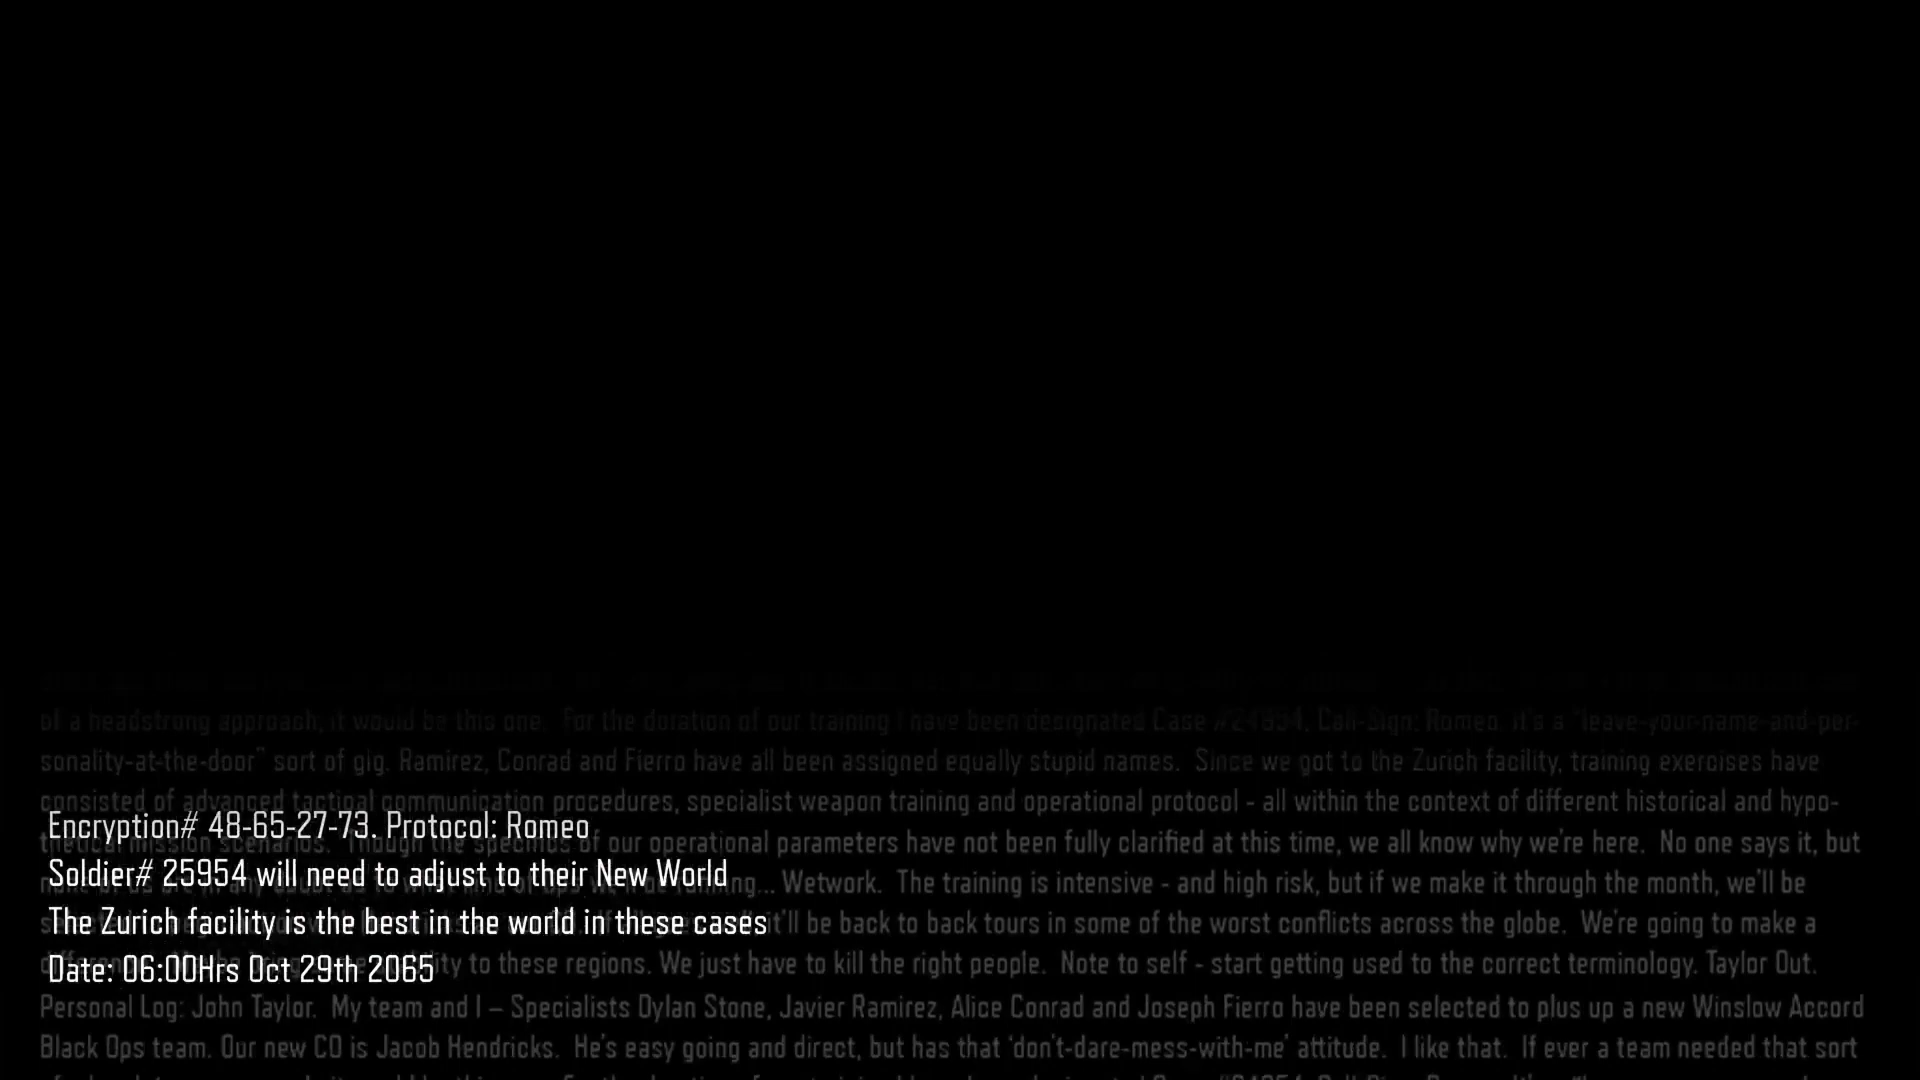 of a headstrong approach, it would be this one. For the duration of our training I have been designated Case #24954, Call-Sign: Romeo. It's a "leave-your-name-and-per-
sonality-at-the-door" sort of gig. Ramirez, Conrad and Fierro have all been assigned equally stupid names. Since we got to the Zurich facility, training exercises have
consisted of advanced tactical communication procedures, specialist weapon training and operational protocol - all within the context of different historical and hypo-
Encryption# 48-65-27-73. Protocol: Romeo
thetical mission scenarios. Though the specifics of our operational parameters have not been fully clarified at this time, we all know why we're here. No one says it, but
Soldier# 25954 will need to adjust to their New World
Wetwork. The training is intensive - and high risk, but if we make it through the month, we'll be
The Zurich facility is the best in the world in these cases
it'll be back to back tours in some of the worst conflicts across the globe. We're going to make a
Date: 06:00Hrs Oct 29th 2065
to these regions. We just have to kill the right people. Note to self - start getting used to the correct terminology. Taylor Out.
Personal Log: John Taylor. My team and I – Specialists Dylan Stone, Javier Ramirez, Alice Conrad and Joseph Fierro have been selected to plus up a new Winslow Accord
Black Ops team. Our new CO is Jacob Hendricks. He's easy going and direct, but has that 'don't-dare-mess-with-me' attitude. I like that. If ever a team needed that sort